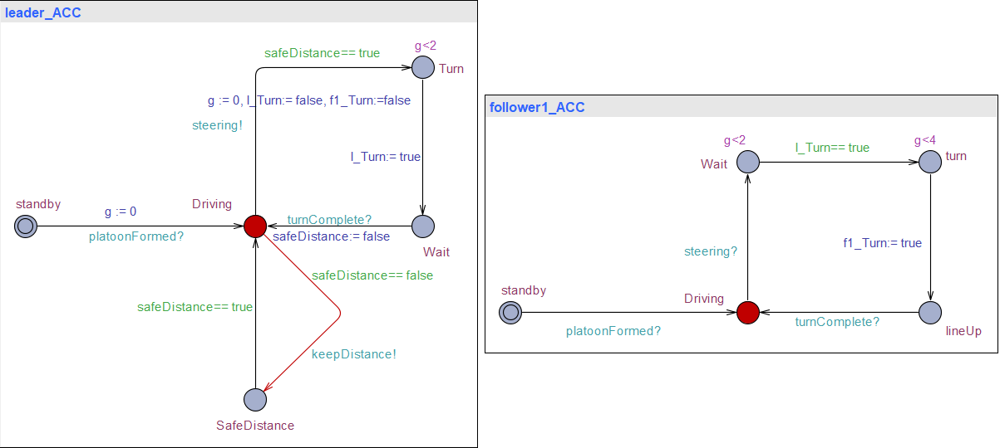 leader_ACC
g<2
safeDistance== true
Turn
g := 0, l_Turn:= false, f1_Turn:=false
steering!
l_Turn:= true
standby
Driving
g := 0
turnComplete?
platoonFormed?
safeDistance:= false
Wait
safeDistance== false
safeDistance== true
keepDistance!
SafeDistance
follower1_ACC
g<2
l_Turn== true
g<4
Wait
turn
f1_Turn:= true
steering?
standby
Driving
turnComplete?
platoonFormed?
lineUp